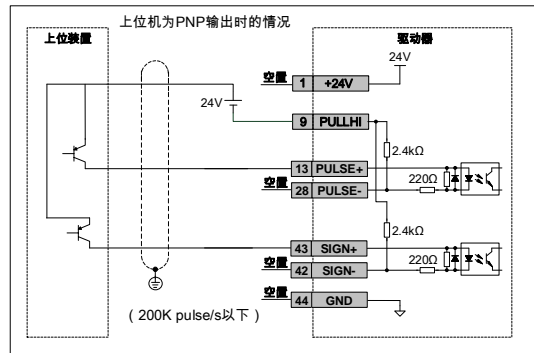 上位机为PNP输出时的情况
上位装置
驱动器
24V
空置 1 +24V
24V
9 PULLHI
2.4kΩ
13 PULSE+
220Ω
空置 28 PULSE-
2.4kΩ
43 SIGN+
220Ω
空置 42 SIGN-
空置 44 GND
（200K pulse/s以下）